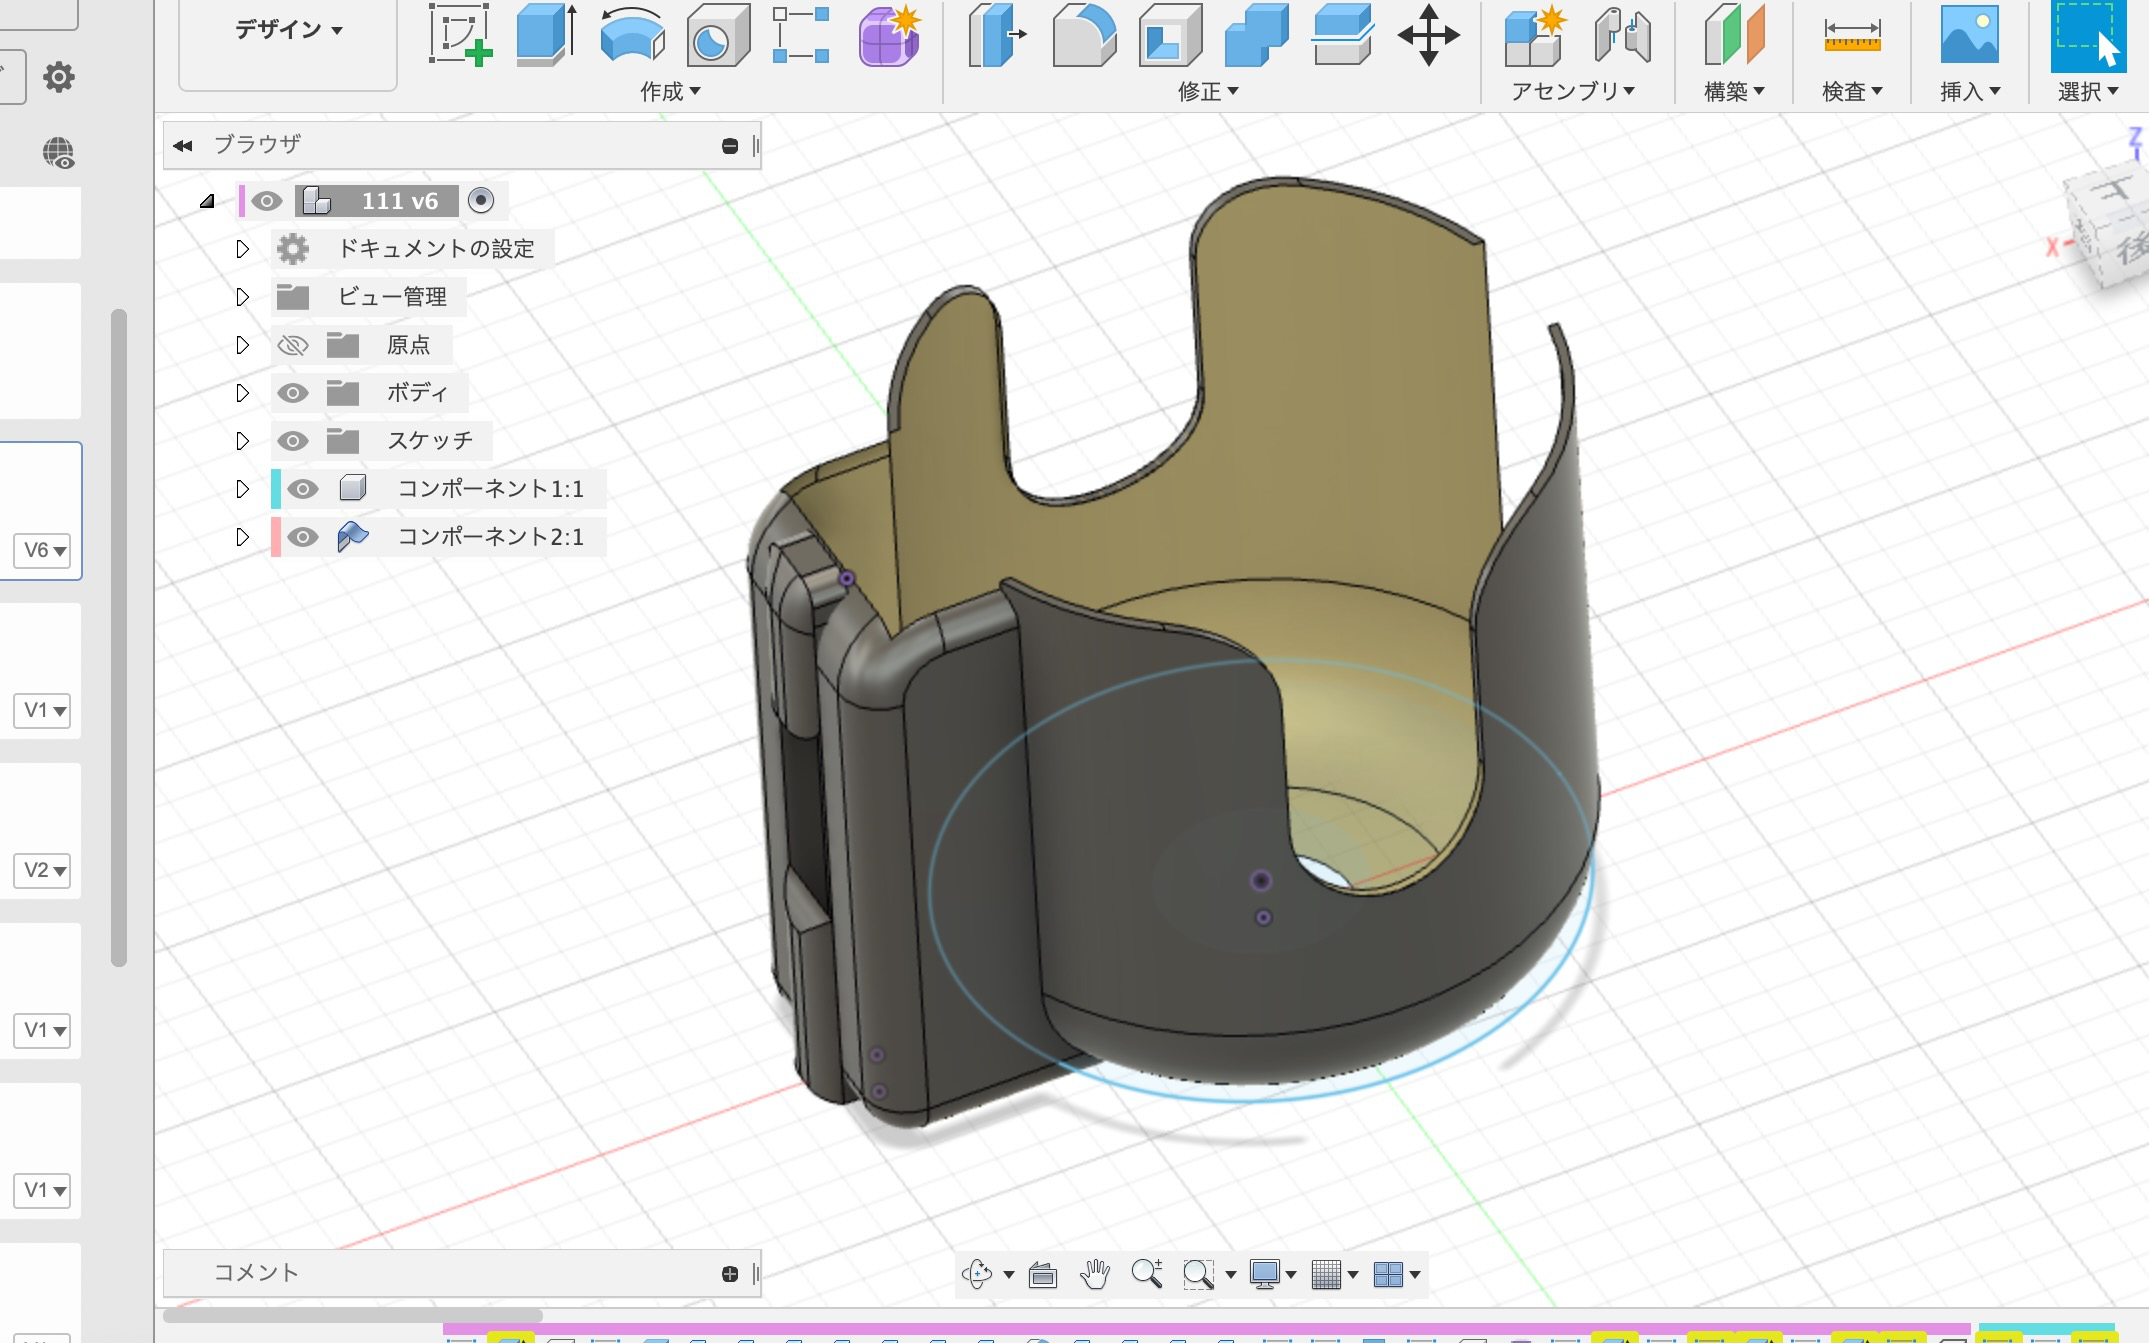 デザイン
作成
修正
アセンブリ
構築
検査
挿入
選択
ブラウザ
111 v6
ドキュメントの設定
ビュー管理
原点
ボディ
スケッチ
コンポーネント1:1
コンポーネント2:1
V6
V1
V2
V1
V1
Z
X
上
後
コメント